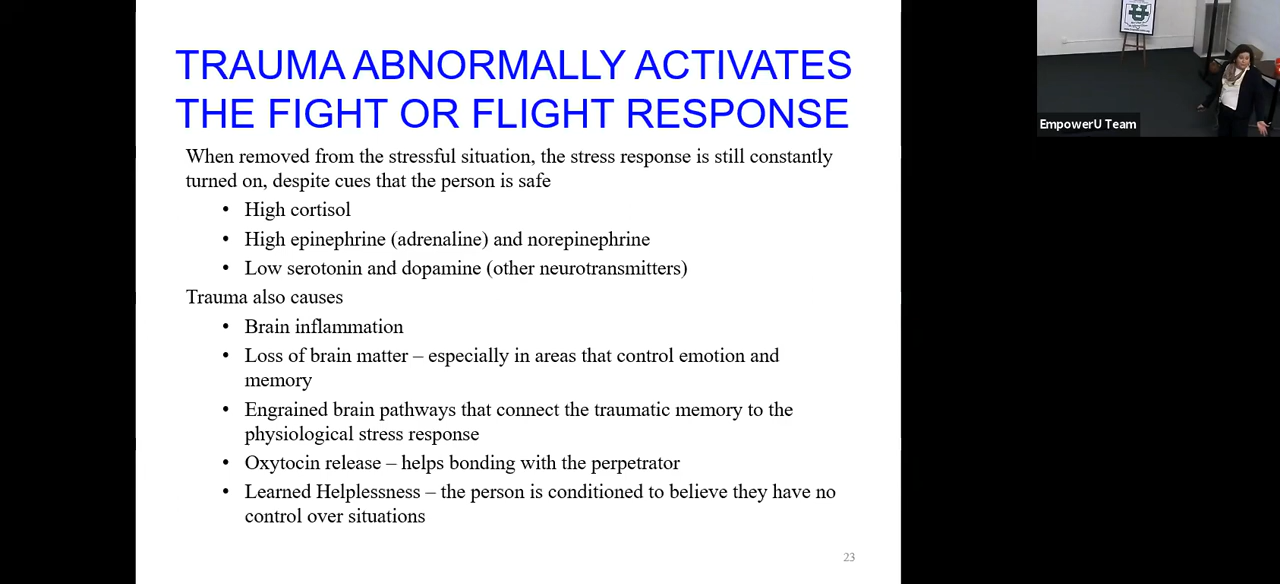 TRAUMA ABNORMALLY ACTIVATES
THE FIGHT OR FLIGHT RESPONSE
When removed from the stressful situation, the stress response is still constantly
turned on, despite cues that the person is safe
• High cortisol
• High epinephrine (adrenaline) and norepinephrine
• Low serotonin and dopamine (other neurotransmitters)
Trauma also causes
• Brain inflammation
• Loss of brain matter – especially in areas that control emotion and
memory
• Engrained brain pathways that connect the traumatic memory to the
physiological stress response
• Oxytocin release – helps bonding with the perpetrator
• Learned Helplessness – the person is conditioned to believe they have no
control over situations
23
EmpowerU Team